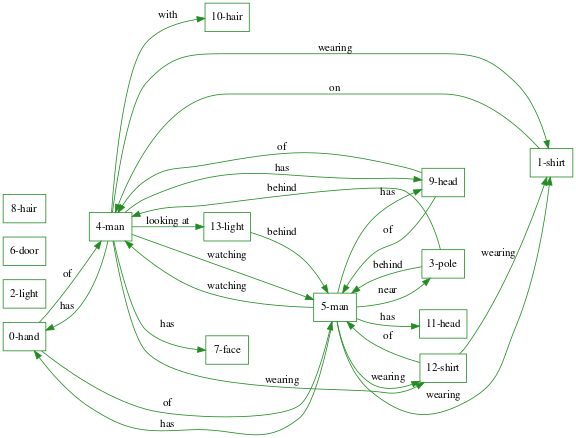 10-hair
with
wearing
on
1-shirt
of
has
9-head
has
behind
8-hair
4-man
looking at
13-light
behind
of
6-door
watching
behind
3-pole
of
2-light
watching
near
has
5-man
0-hand
has
11-head
has
7-face
of
12-shirt
wearing
wearing
wearing
wearing
of
has